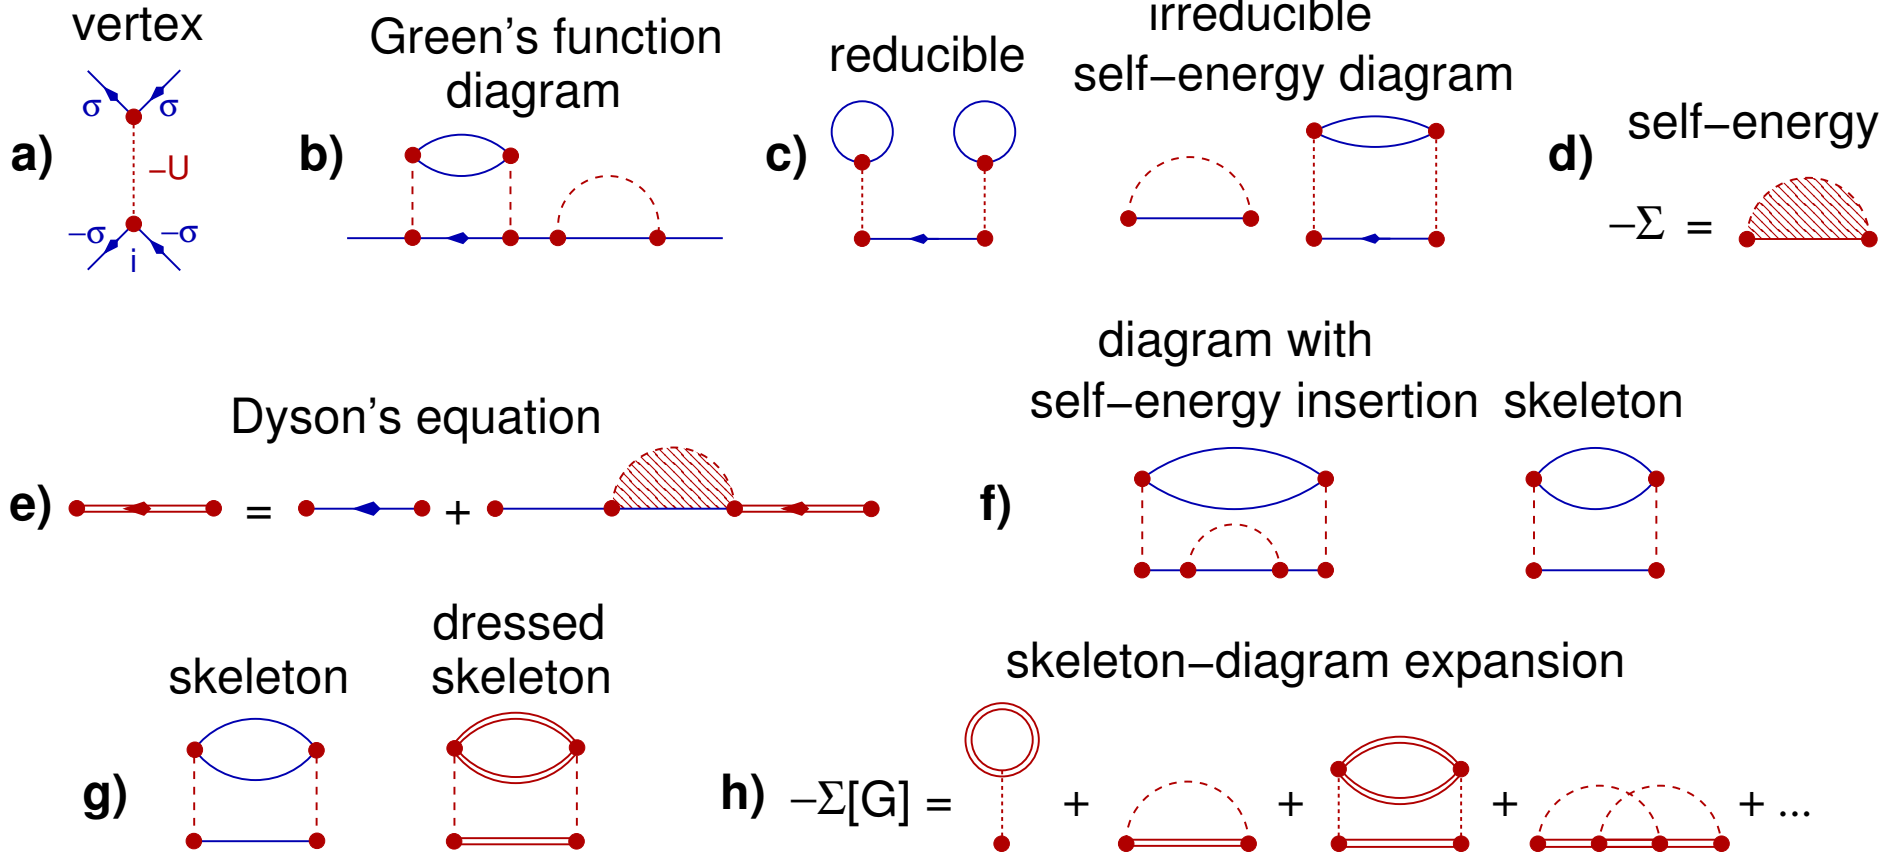 vertex
σ σ
a)
−U
−σ −σ
i
Green's function
diagram
b)
reducible
c)
irreducible
self−energy diagram
d)
self−energy
−Σ =
Dyson's equation
e)
= +
diagram with
self−energy insertion
skeleton
f)
skeleton
dressed
skeleton
g)
skeleton−diagram expansion
h) −Σ[G] = + + + + ...